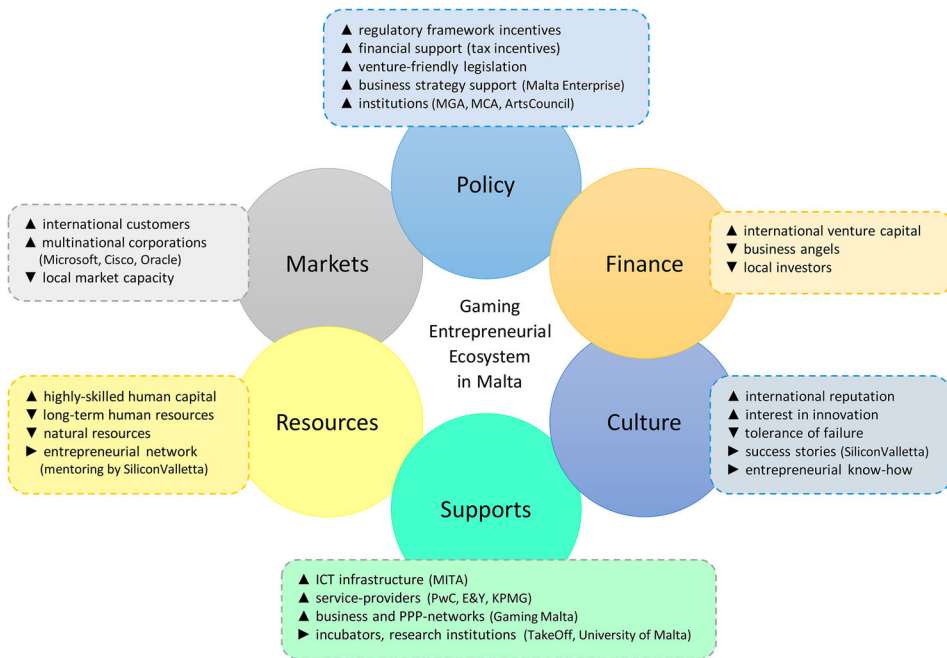 ▲ regulatory framework incentives
▲ financial support (tax incentives)
▲ venture-friendly legislation
▲ business strategy support (Malta Enterprise)
▲ institutions (MGA, MCA, ArtsCouncil)
Policy
▲ international customers
▲ multinational corporations
(Microsoft, Cisco, Oracle)
▼ local market capacity
Markets
Finance
▲ international venture capital
▼ business angels
▼ local investors
Gaming
Entrepreneurial
Ecosystem
in Malta
▲ highly-skilled human capital
▼ long-term human resources
▼ natural resources
► entrepreneurial network
(mentoring by SiliconValletta)
Resources
Culture
▲ international reputation
▲ interest in innovation
▼ tolerance of failure
► success stories (SiliconValletta)
► entrepreneurial know-how
Supports
▲ ICT infrastructure (MITA)
▲ service-providers (PwC, E&Y, KPMG)
▲ business and PPP-networks (Gaming Malta)
► incubators, research institutions (TakeOff, University of Malta)